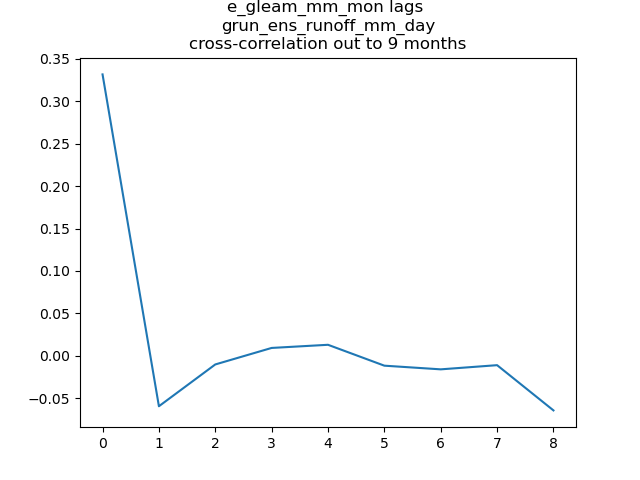 e_gleam_mm_mon lags
grun_ens_runoff_mm_day
cross-correlation out to 9 months
0.35
0.30
0.25
0.20
0.15
0.10
0.05
0.00
−0.05
0 1 2 3 4 5 6 7 8